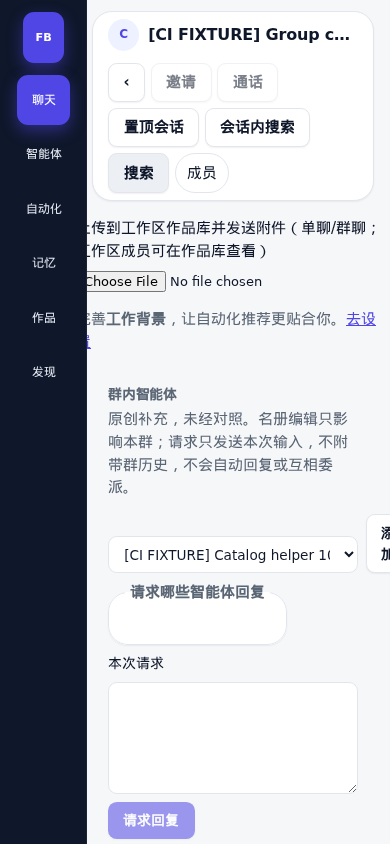 FB
聊天
智能体
自动化
记忆
作品
发现
C
[CI FIXTURE] Group c...
‹
邀请
通话
置顶会话
会话内搜索
搜索
成员
传到工作区作品库并发送附件（单聊/群聊；
工作区成员可在作品库查看）
Choose File No file chosen
完善工作背景，让自动化推荐更贴合你。去设
置
群内智能体
原创补充，未经对照。名册编辑只影
响本群；请求只发送本次输入，不附
带群历史，不会自动回复或互相委
派。
[CI FIXTURE] Catalog helper 10
添
加
请求哪些智能体回复
本次请求
请求回复